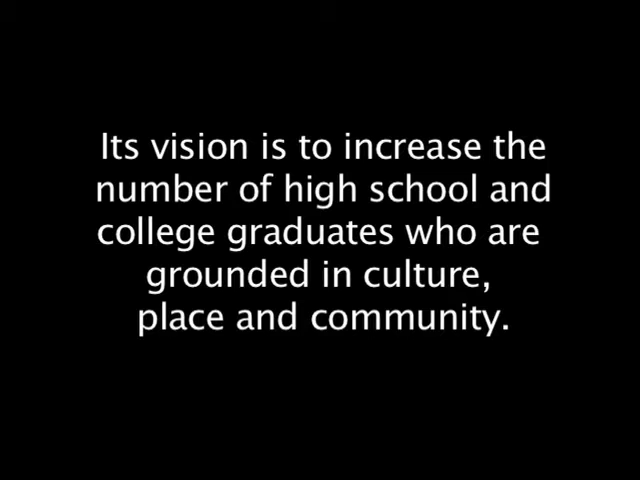 Its vision is to increase the
number of high school and
college graduates who are
grounded in culture,
place and community.